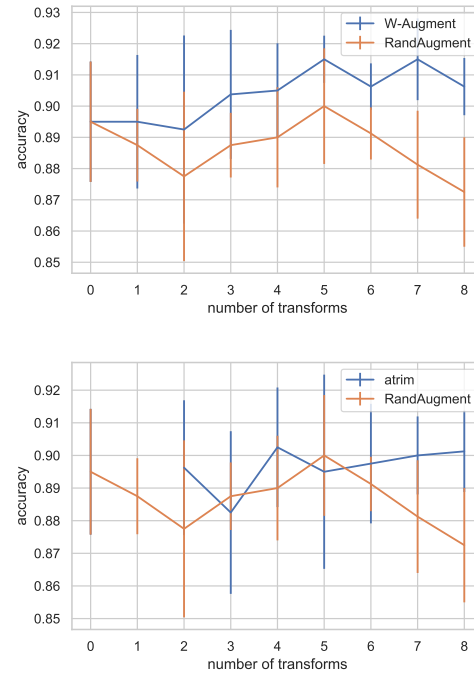 0.93
0.92
0.91
0.90
0.89
0.88
0.87
0.86
0.85
accuracy
W-Augment
RandAugment
0 1 2 3 4 5 6 7 8
number of transforms
0.92
0.91
0.90
0.89
0.88
0.87
0.86
0.85
accuracy
atrim
RandAugment
0 1 2 3 4 5 6 7 8
number of transforms